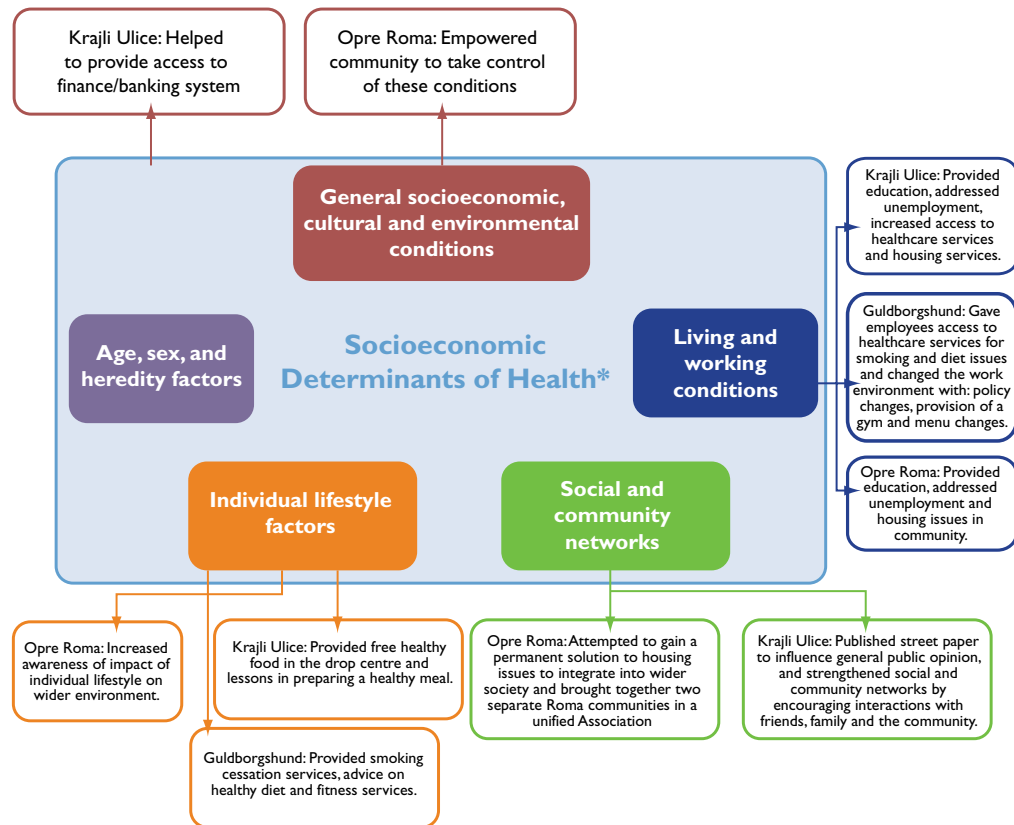 Krajli Ulice: Helped
to provide access to
finance/banking system
Opre Roma: Empowered
community to take control
of these conditions
General socioeconomic,
cultural and environmental
conditions
Krajli Ulice: Provided
education, addressed
unemployment,
increased access to
healthcare services
and housing services.
Age, sex, and
heredity factors
Socioeconomic
Determinants of Health*
Living and
working
conditions
Guldborgshund: Gave
employees access to
healthcare services for
smoking and diet issues
and changed the work
environment with: policy
changes, provision of a
gym and menu changes.
Opre Roma: Provided
education, addressed
unemployment and
housing issues in
community.
Individual lifestyle
factors
Social and
community
networks
Opre Roma: Increased
awareness of impact of
individual lifestyle on
wider environment.
Krajli Ulice: Provided free healthy
food in the drop centre and
lessons in preparing a healthy meal.
Opre Roma: Attempted to gain a
permanent solution to housing
issues to integrate into wider
society and brought together two
separate Roma communities in a
unified Association
Krajli Ulice: Published street paper
to influence general public opinion,
and strengthened social and
community networks by
encouraging interactions with
friends, family and the community.
Guldborgshund: Provided smoking
cessation services, advice on
healthy diet and fitness services.